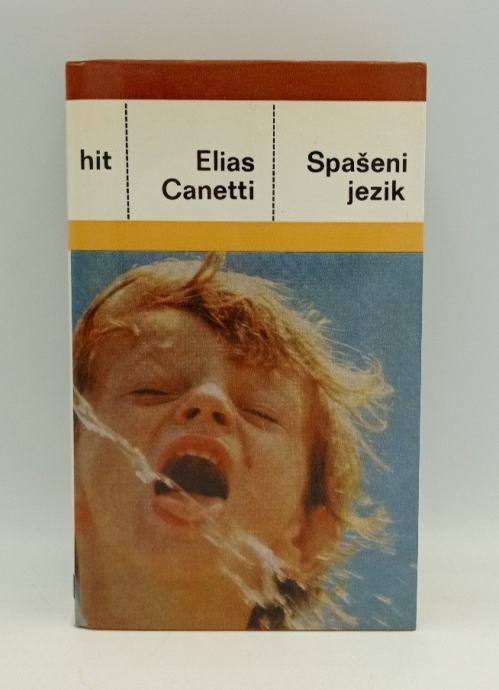 hit
Elias
Canetti
Spašeni
jezik